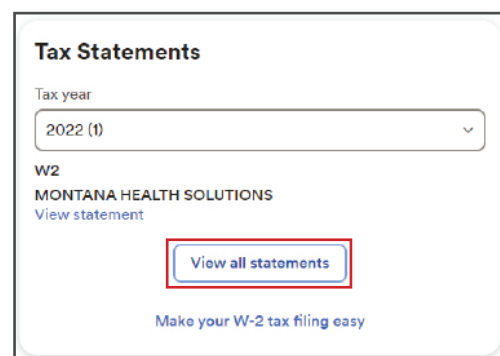 Tax Statements
Tax year
2022 (1)
W2
MONTANA HEALTH SOLUTIONS
View statement
View all statements
Make your W-2 tax filing easy